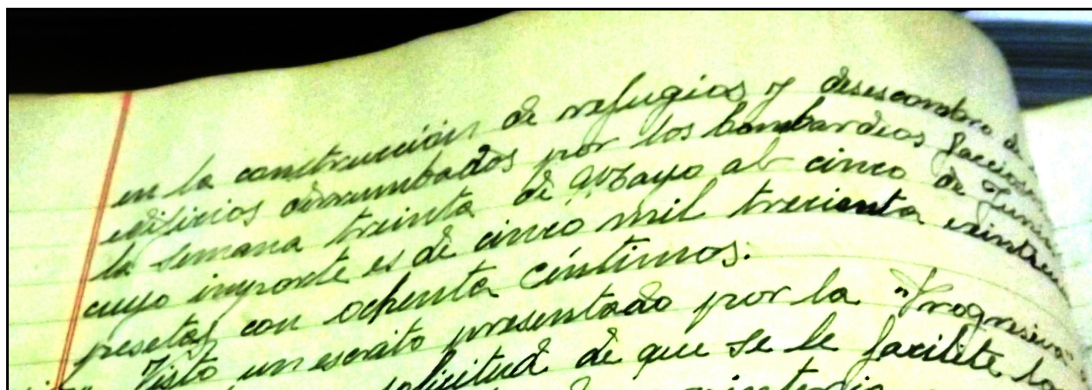 en la construcción de refugios y desescombro de
edificios derrumbados por los bombardeos facciosos
la semana treinta de Mayo al cinco de Junio
cuyo importe es de cinco mil trecienta
pesetas con ochenta céntimos.
Visto un escrito presentado por la "Progresiva"
solicitud de que se le facilite la